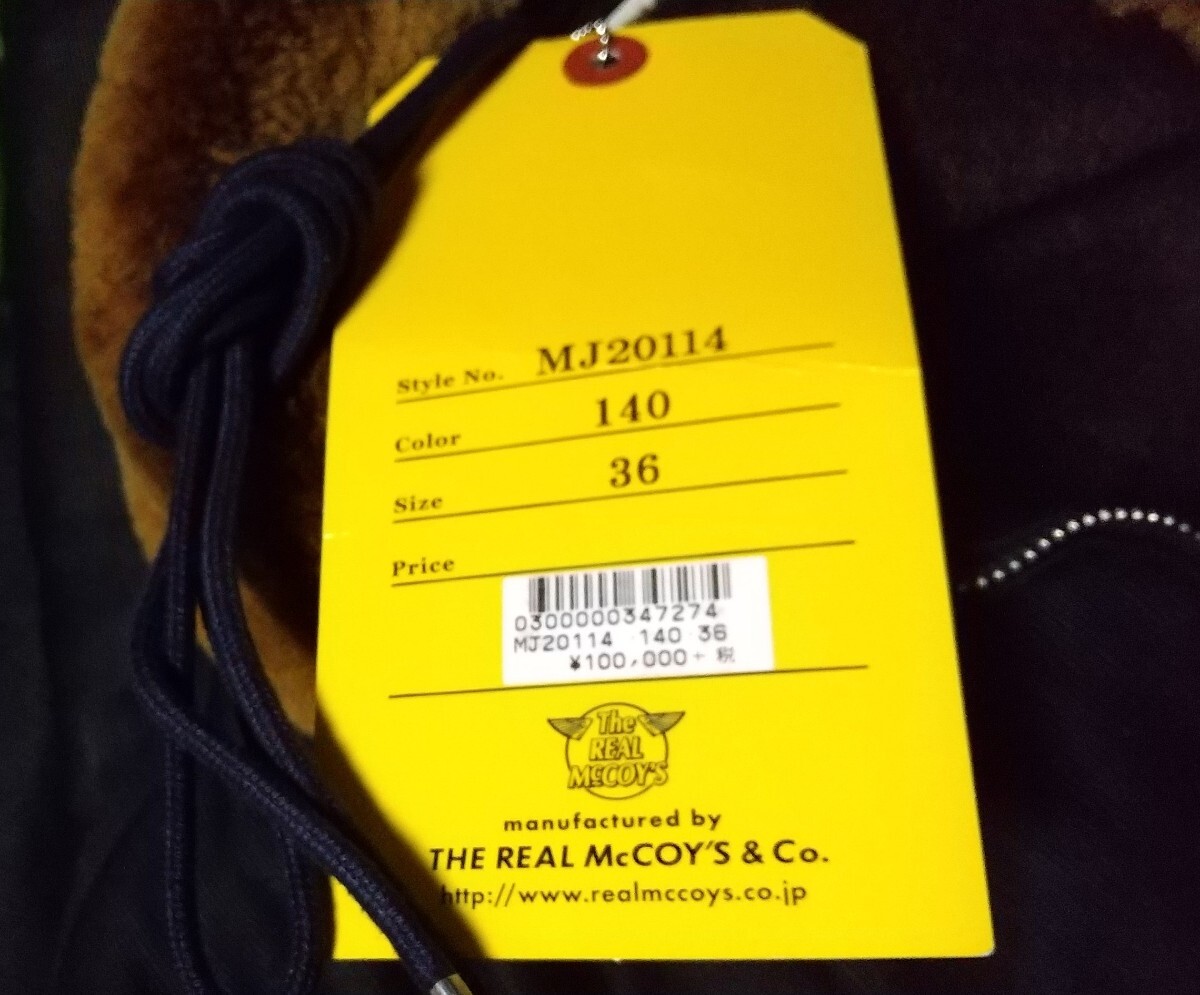 Style No. MJ20114
Color 140
Size 36
Price
0300000347274
MJ20114 140 36
¥100,000+ 税
The
REAL
McCOY'S
manufactured by
THE REAL McCOY'S & Co.
http://www.realmccoys.co.jp